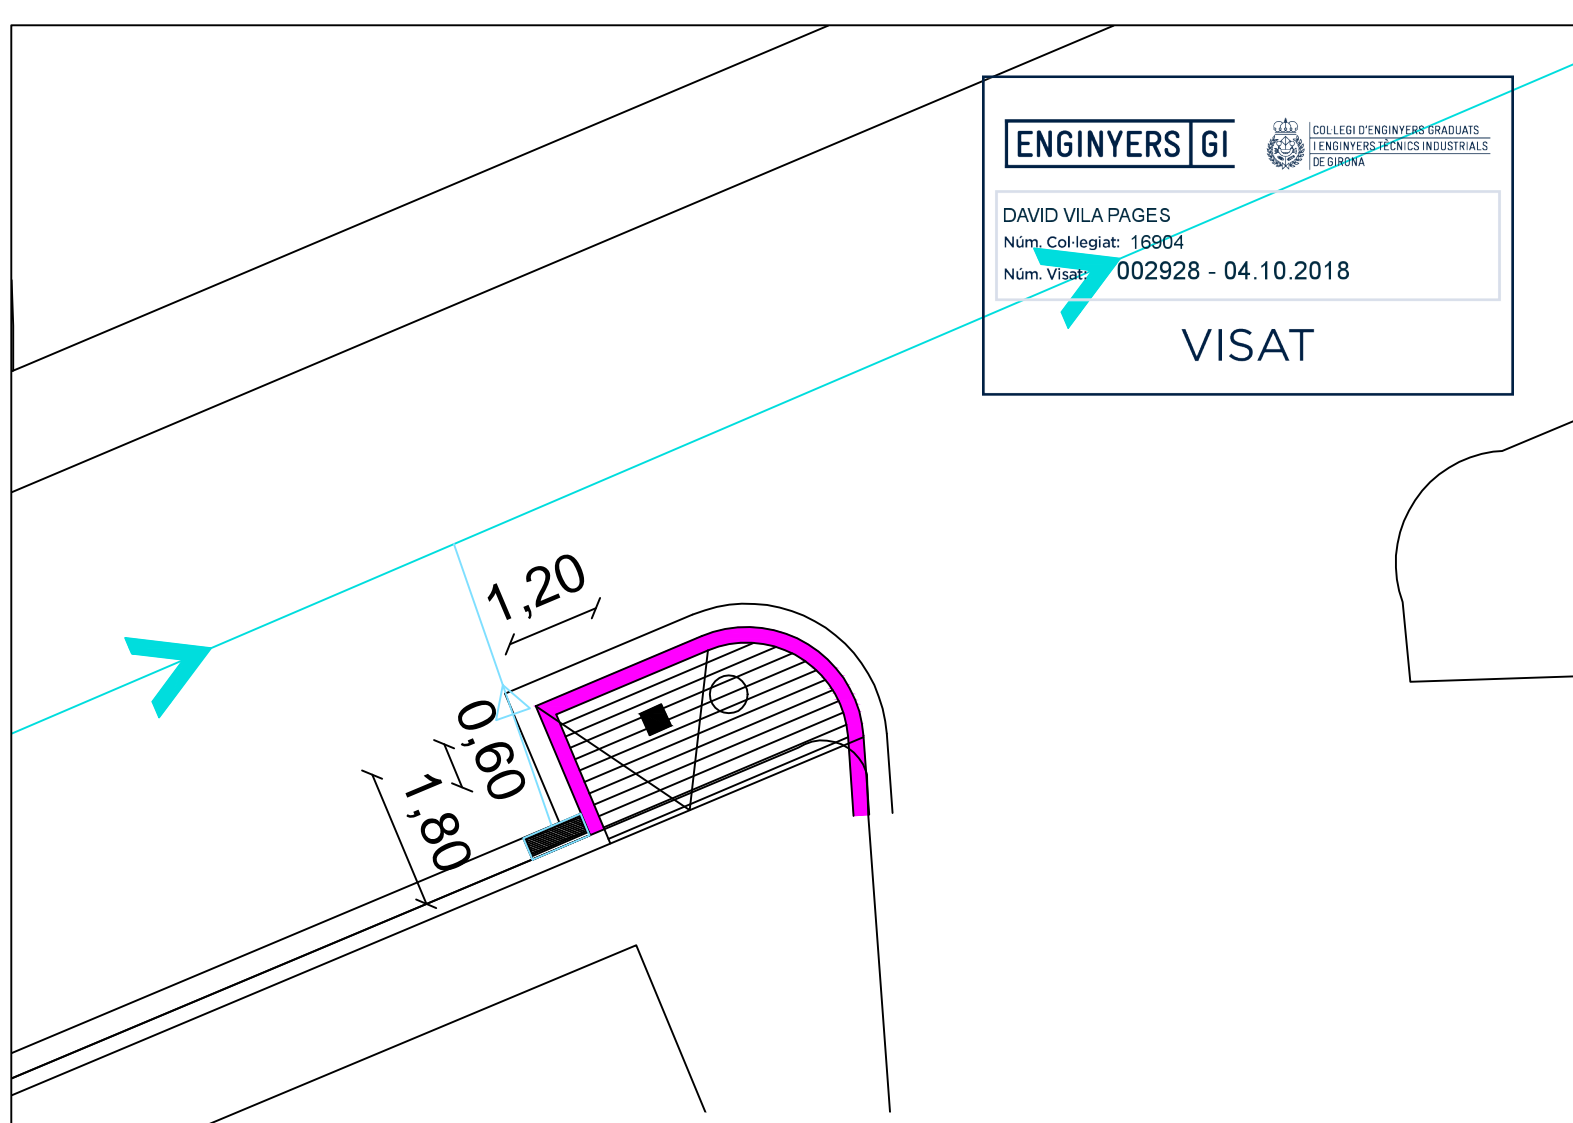 ENGINYERS GI
COL·LEGI D'ENGINYERS GRADUATS
I ENGINYERS TÈCNICS INDUSTRIALS
DE GIRONA
DAVID VILA PAGES
Núm. Col·legiat: 16904
Núm. Visat: 002928 - 04.10.2018
VISAT
1,20
0,60
1,80